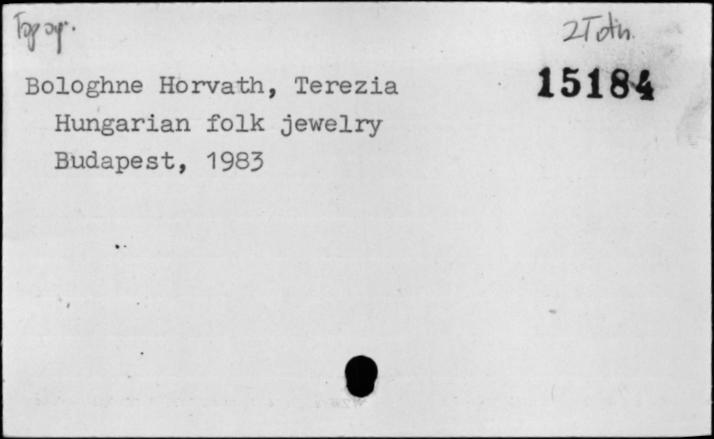 Bologhne Horvath, Terezia
15184
Hungarian folk jewelry
Budapest, 1983